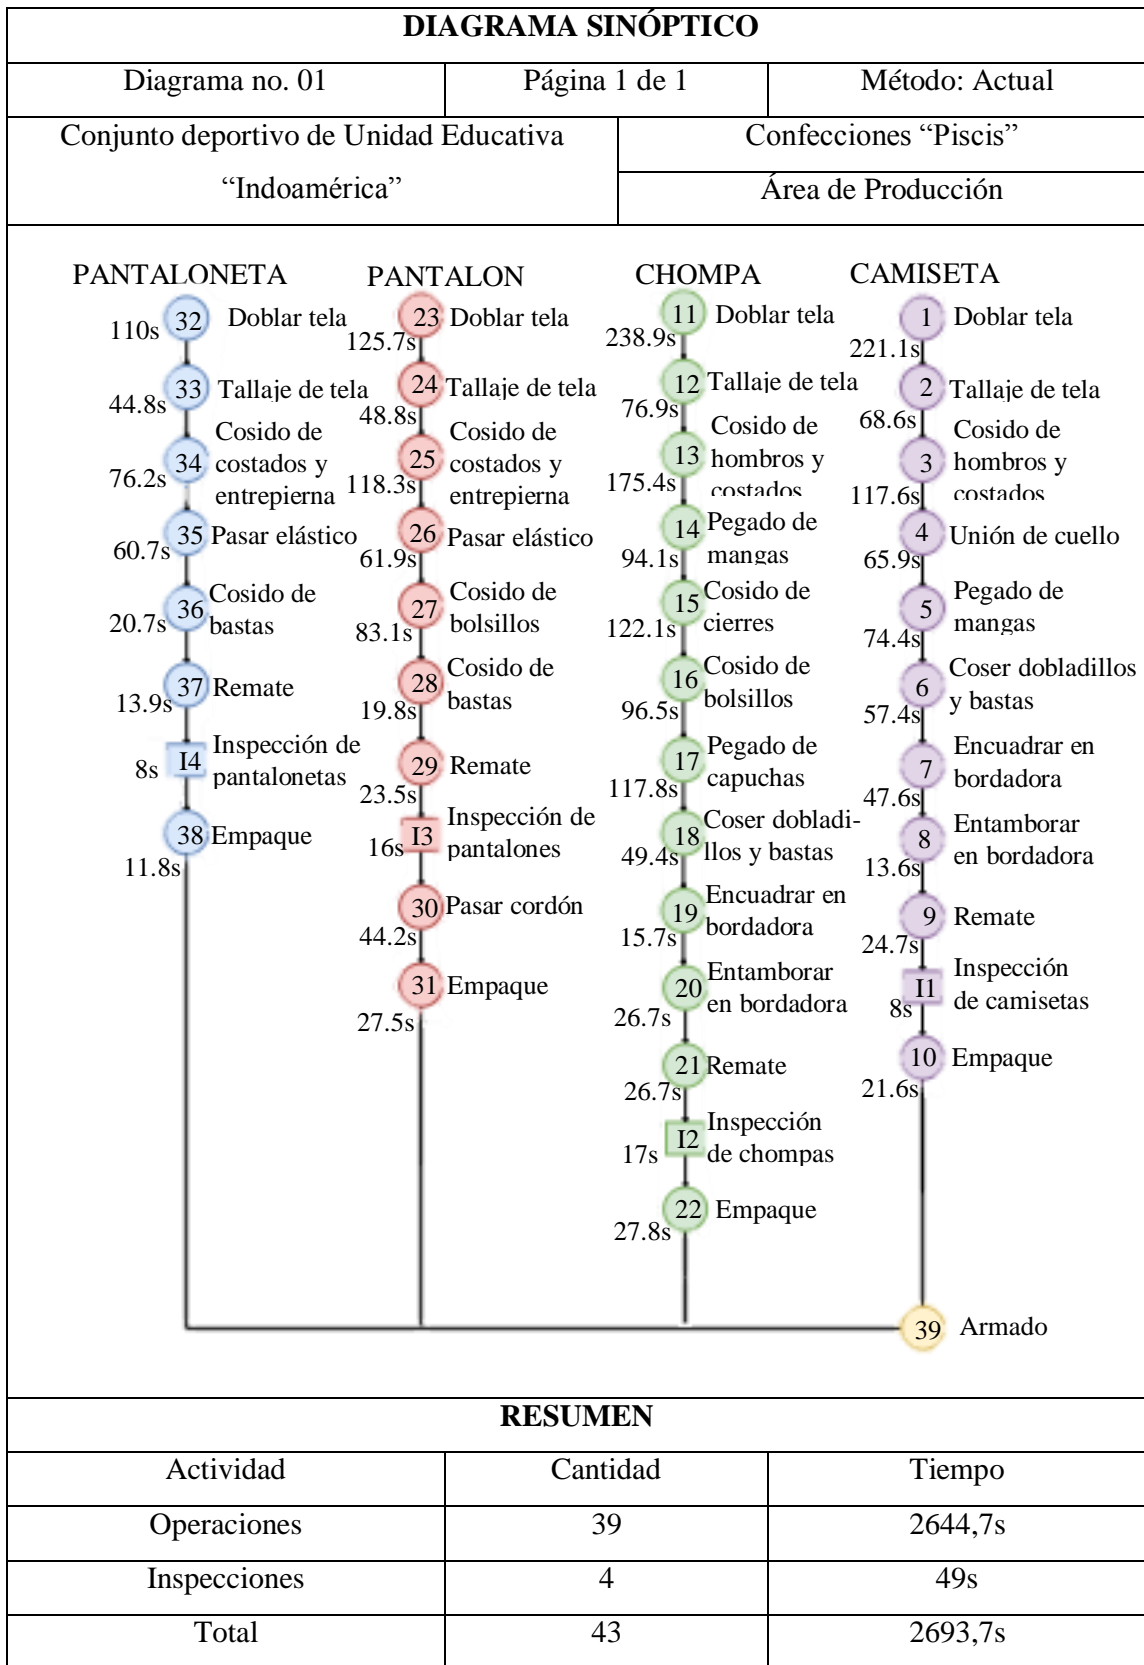 DIAGRAMA SINÓPTICO
Diagrama no. 01
Página 1 de 1
Método: Actual
Conjunto deportivo de Unidad Educativa
“Indoamérica”
Confecciones “Piscis”
Área de Producción
PANTALONETA
32
Doblar tela
110s
33
Tallaje de tela
44.8s
34
Cosido de
costados y
entrepierna
76.2s
35
Pasar elástico
60.7s
36
Cosido de
bastas
20.7s
37
Remate
13.9s
I4
Inspección de
pantalonetas
8s
38
Empaque
11.8s
PANTALON
23
Doblar tela
125.7s
24
Tallaje de tela
48.8s
25
Cosido de
costados y
entrepierna
118.3s
26
Pasar elástico
61.9s
27
Cosido de
bolsillos
83.1s
28
Cosido de
bastas
19.8s
29
Remate
23.5s
I3
Inspección de
pantalones
16s
30
Pasar cordón
44.2s
31
Empaque
27.5s
CHOMPA
11
Doblar tela
238.9s
12
Tallaje de tela
76.9s
13
Cosido de
hombros y
costados
175.4s
14
Pegado de
mangas
94.1s
15
Cosido de
cierres
122.1s
16
Cosido de
bolsillos
96.5s
17
Pegado de
capuchas
117.8s
18
Coser dobladi-
llos y bastas
49.4s
19
Encuadrar en
bordadora
15.7s
20
Entamborar
en bordadora
26.7s
21
Remate
26.7s
I2
Inspección
de chompas
17s
22
Empaque
27.8s
CAMISETA
1
Doblar tela
221.1s
2
Tallaje de tela
68.6s
3
Cosido de
hombros y
costados
117.6s
4
Unión de cuello
65.9s
5
Pegado de
mangas
74.4s
6
Coser dobladillos
y bastas
57.4s
7
Encuadrar en
bordadora
47.6s
8
Entamborar
en bordadora
13.6s
9
Remate
24.7s
I1
Inspección
de camisetas
8s
10
Empaque
21.6s
39
Armado
RESUMEN
Actividad
Cantidad
Tiempo
Operaciones
39
2644,7s
Inspecciones
4
49s
Total
43
2693,7s